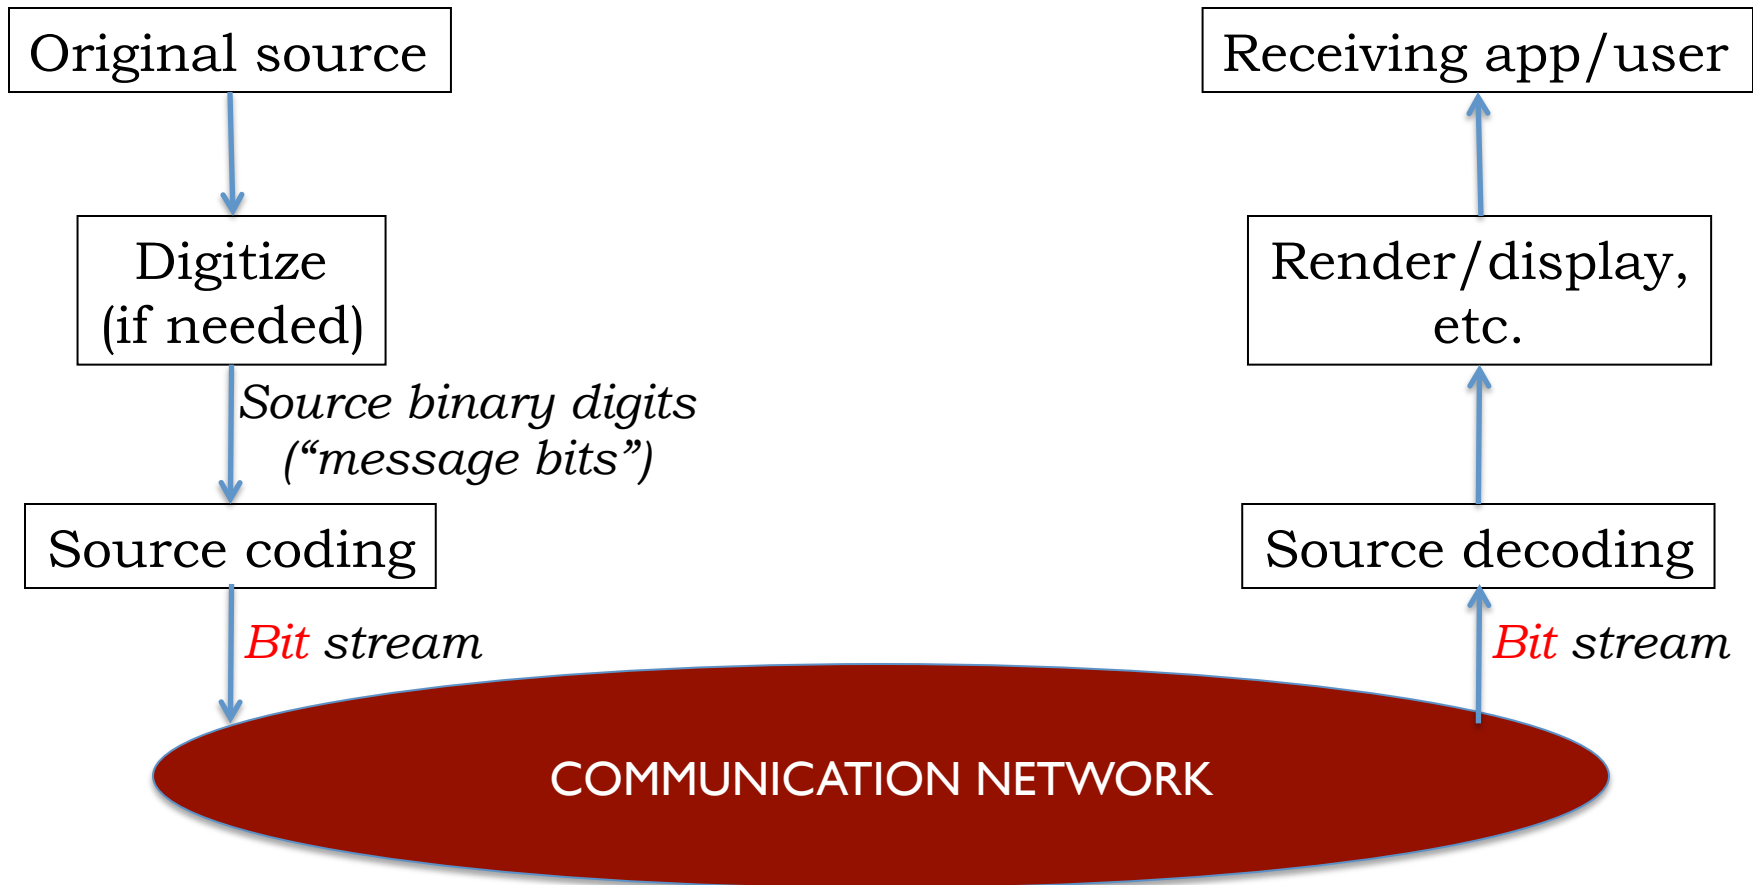 Original source
Digitize
(if needed)
Source binary digits
(“message bits”)
Source coding
Bit stream
COMMUNICATION NETWORK
Bit stream
Source decoding
Render/display,
etc.
Receiving app/user